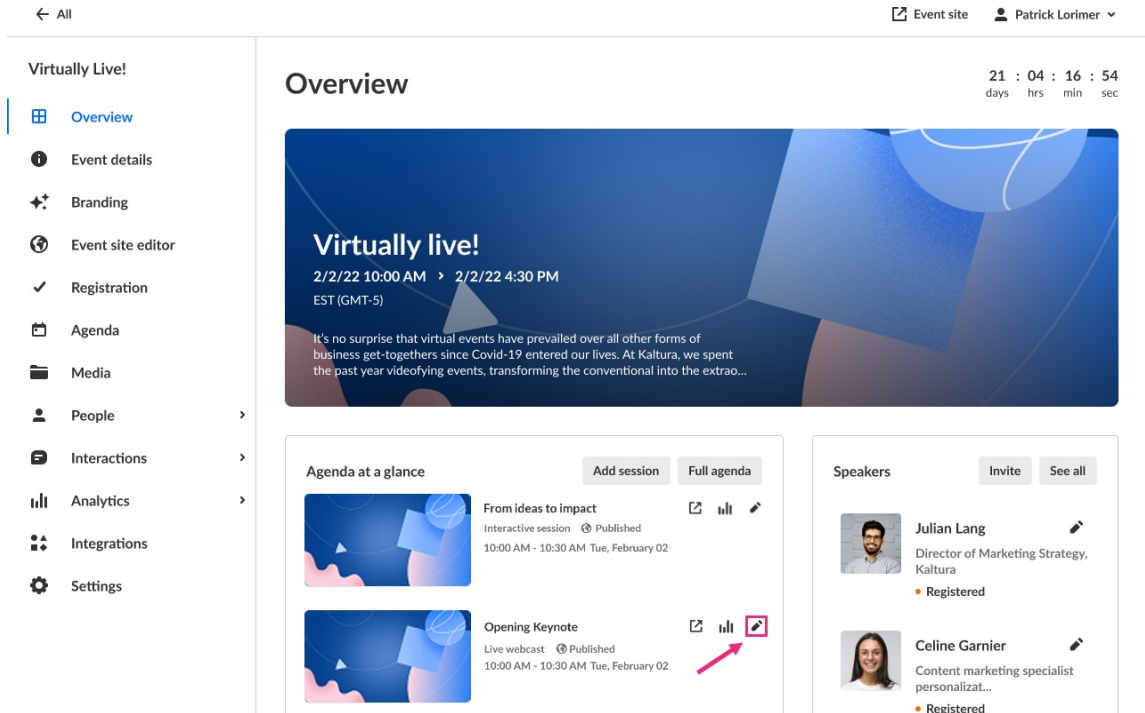 All
Event site
Patrick Lorimer
Virtually Live!
Overview
Event details
Branding
Event site editor
Registration
Agenda
Media
People
Interactions
Analytics
Integrations
Settings
Overview
21 : 04 : 16 : 54
days hrs min sec
Virtually live!
2/2/22 10:00 AM > 2/2/22 4:30 PM
EST (GMT-5)
It's no surprise that virtual events have prevailed over all other forms of
business get-togethers since Covid-19 entered our lives. At Kaltura, we spent
the past year videofying events, transforming the conventional into the extrao...
Agenda at a glance
Add session
Full agenda
From ideas to impact
Interactive session Published
10:00 AM - 10:30 AM Tue, February 02
Opening Keynote
Live webcast Published
10:00 AM - 10:30 AM Tue, February 02
Speakers
Invite
See all
Julian Lang
Director of Marketing Strategy,
Kaltura
• Registered
Celine Garnier
Content marketing specialist
personalizat...
• Registered